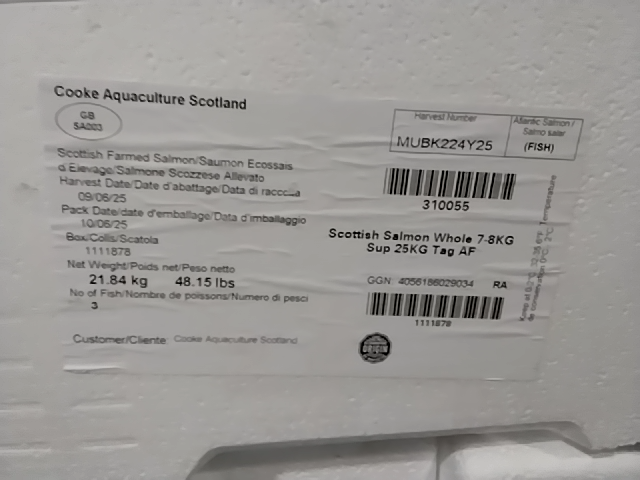 Cooke Aquaculture Scotland
GB
SA003
Scottish Farmed Salmon/Saumon Ecossais
d'Elevage/Salmone Scozzese Allevato
Harvest Date/Date d'abattage/Data di raccolta
09/06/25
Pack Date/date d'emballage/Data d'imballaggio
10/06/25
Box/Colis/Scatola
1111878
Net Weight/Poids net/Peso netto
21.84 kg 48.15 lbs
No of Fish/Nombre de poissons/Numero di pesci
3
Customer/Cliente: Cooke Aquaculture Scotland
Harvest Number
MUBK224Y25
Atlantic Salmon /
Salmo salar
(FISH)
310055
Scottish Salmon Whole 7-8KG
Sup 25KG Tag AF
GGN: 4056186029034 RA
1111878